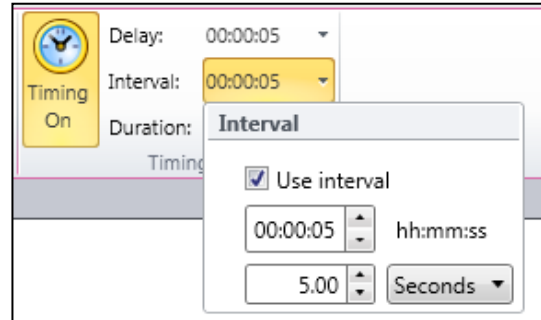 Timing On
Delay: 00:00:05
Interval: 00:00:05
Duration:
Timing
Interval
Use interval
00:00:05 hh:mm:ss
5.00 Seconds